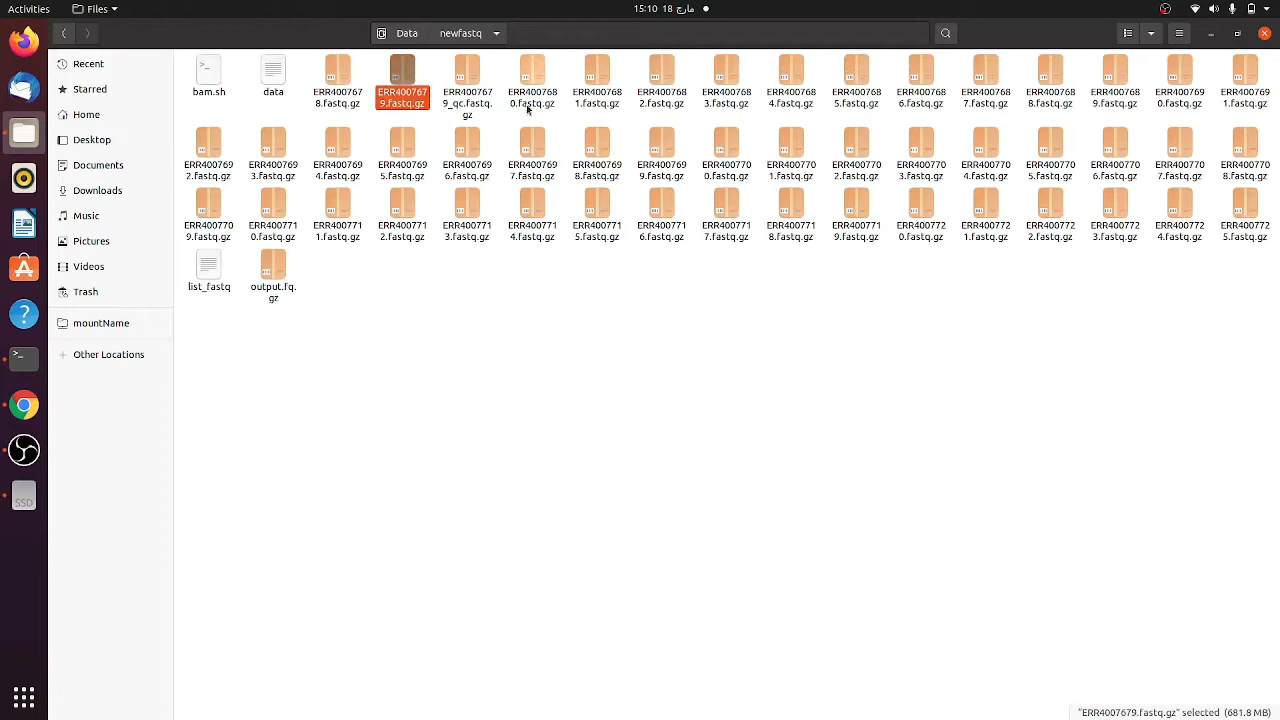 Activities
Files
15:10 18 مارچ
Data
newfastq
Recent
Starred
Home
Desktop
Documents
Downloads
Music
Pictures
Videos
Trash
mountName
Other Locations
SSD
bam.sh
data
ERR400767
8.fastq.gz
ERR400767
9.fastq.gz
ERR400767
9_qc.fastq.
gz
ERR400768
0.fastq.gz
ERR400768
1.fastq.gz
ERR400768
2.fastq.gz
ERR400768
3.fastq.gz
ERR400768
4.fastq.gz
ERR400768
5.fastq.gz
ERR400768
6.fastq.gz
ERR400768
7.fastq.gz
ERR400768
8.fastq.gz
ERR400768
9.fastq.gz
ERR400769
0.fastq.gz
ERR400769
1.fastq.gz
ERR400769
2.fastq.gz
ERR400769
3.fastq.gz
ERR400769
4.fastq.gz
ERR400769
5.fastq.gz
ERR400769
6.fastq.gz
ERR400769
7.fastq.gz
ERR400769
8.fastq.gz
ERR400769
9.fastq.gz
ERR400770
0.fastq.gz
ERR400770
1.fastq.gz
ERR400770
2.fastq.gz
ERR400770
3.fastq.gz
ERR400770
4.fastq.gz
ERR400770
5.fastq.gz
ERR400770
6.fastq.gz
ERR400770
7.fastq.gz
ERR400770
8.fastq.gz
ERR400770
9.fastq.gz
ERR400771
0.fastq.gz
ERR400771
1.fastq.gz
ERR400771
2.fastq.gz
ERR400771
3.fastq.gz
ERR400771
4.fastq.gz
ERR400771
5.fastq.gz
ERR400771
6.fastq.gz
ERR400771
7.fastq.gz
ERR400771
8.fastq.gz
ERR400771
9.fastq.gz
ERR400772
0.fastq.gz
ERR400772
1.fastq.gz
ERR400772
2.fastq.gz
ERR400772
3.fastq.gz
ERR400772
4.fastq.gz
ERR400772
5.fastq.gz
list_fastq
output.fq.
gz
"ERR4007679.fastq.gz" selected (681.8 MB)